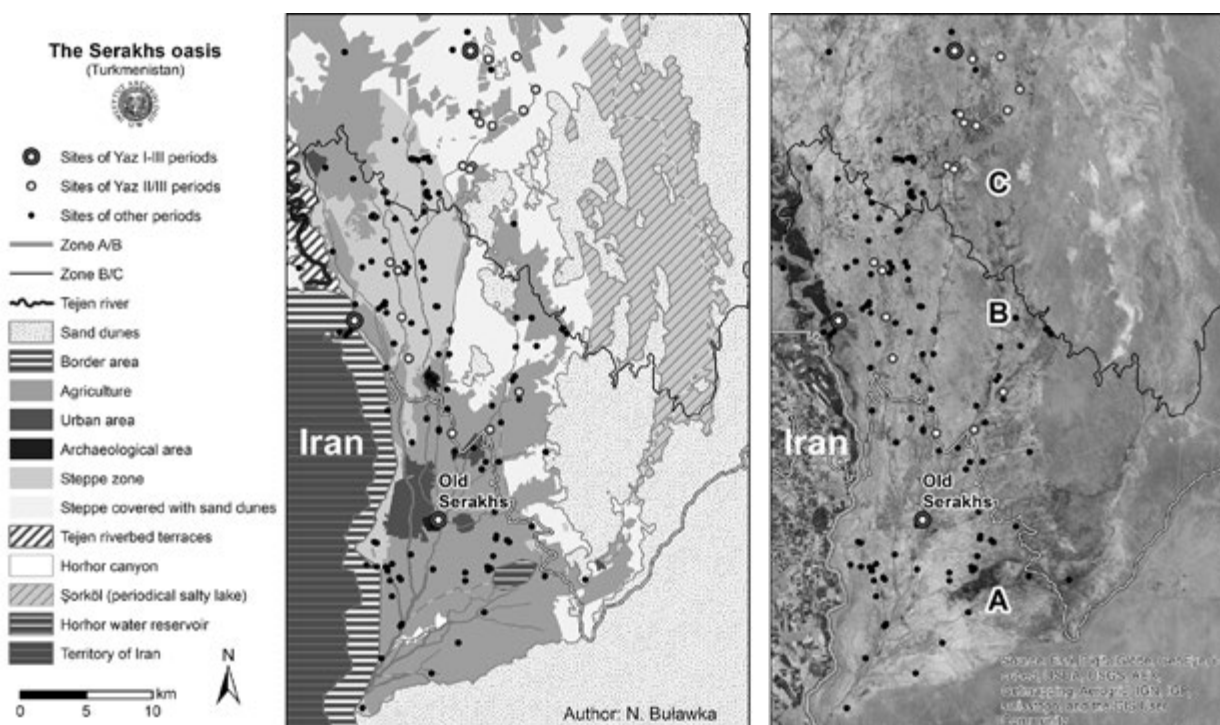 The Serakhs oasis
(Turkmenistan)
Sites of Yaz I-III periods
Sites of Yaz II/III periods
Sites of other periods
Zone A/B
Zone B/C
Tejen river
Sand dunes
Border area
Agriculture
Urban area
Archaeological area
Steppe zone
Steppe covered with sand dunes
Tejen riverbed terraces
Horhor canyon
Şorköl (periodical salty lake)
Horhor water reservoir
Territory of Iran
N
km
0 5 10
Iran
Old
Serakhs
Author: N. Buławka
C
B
Iran
Old
Serakhs
A
Community